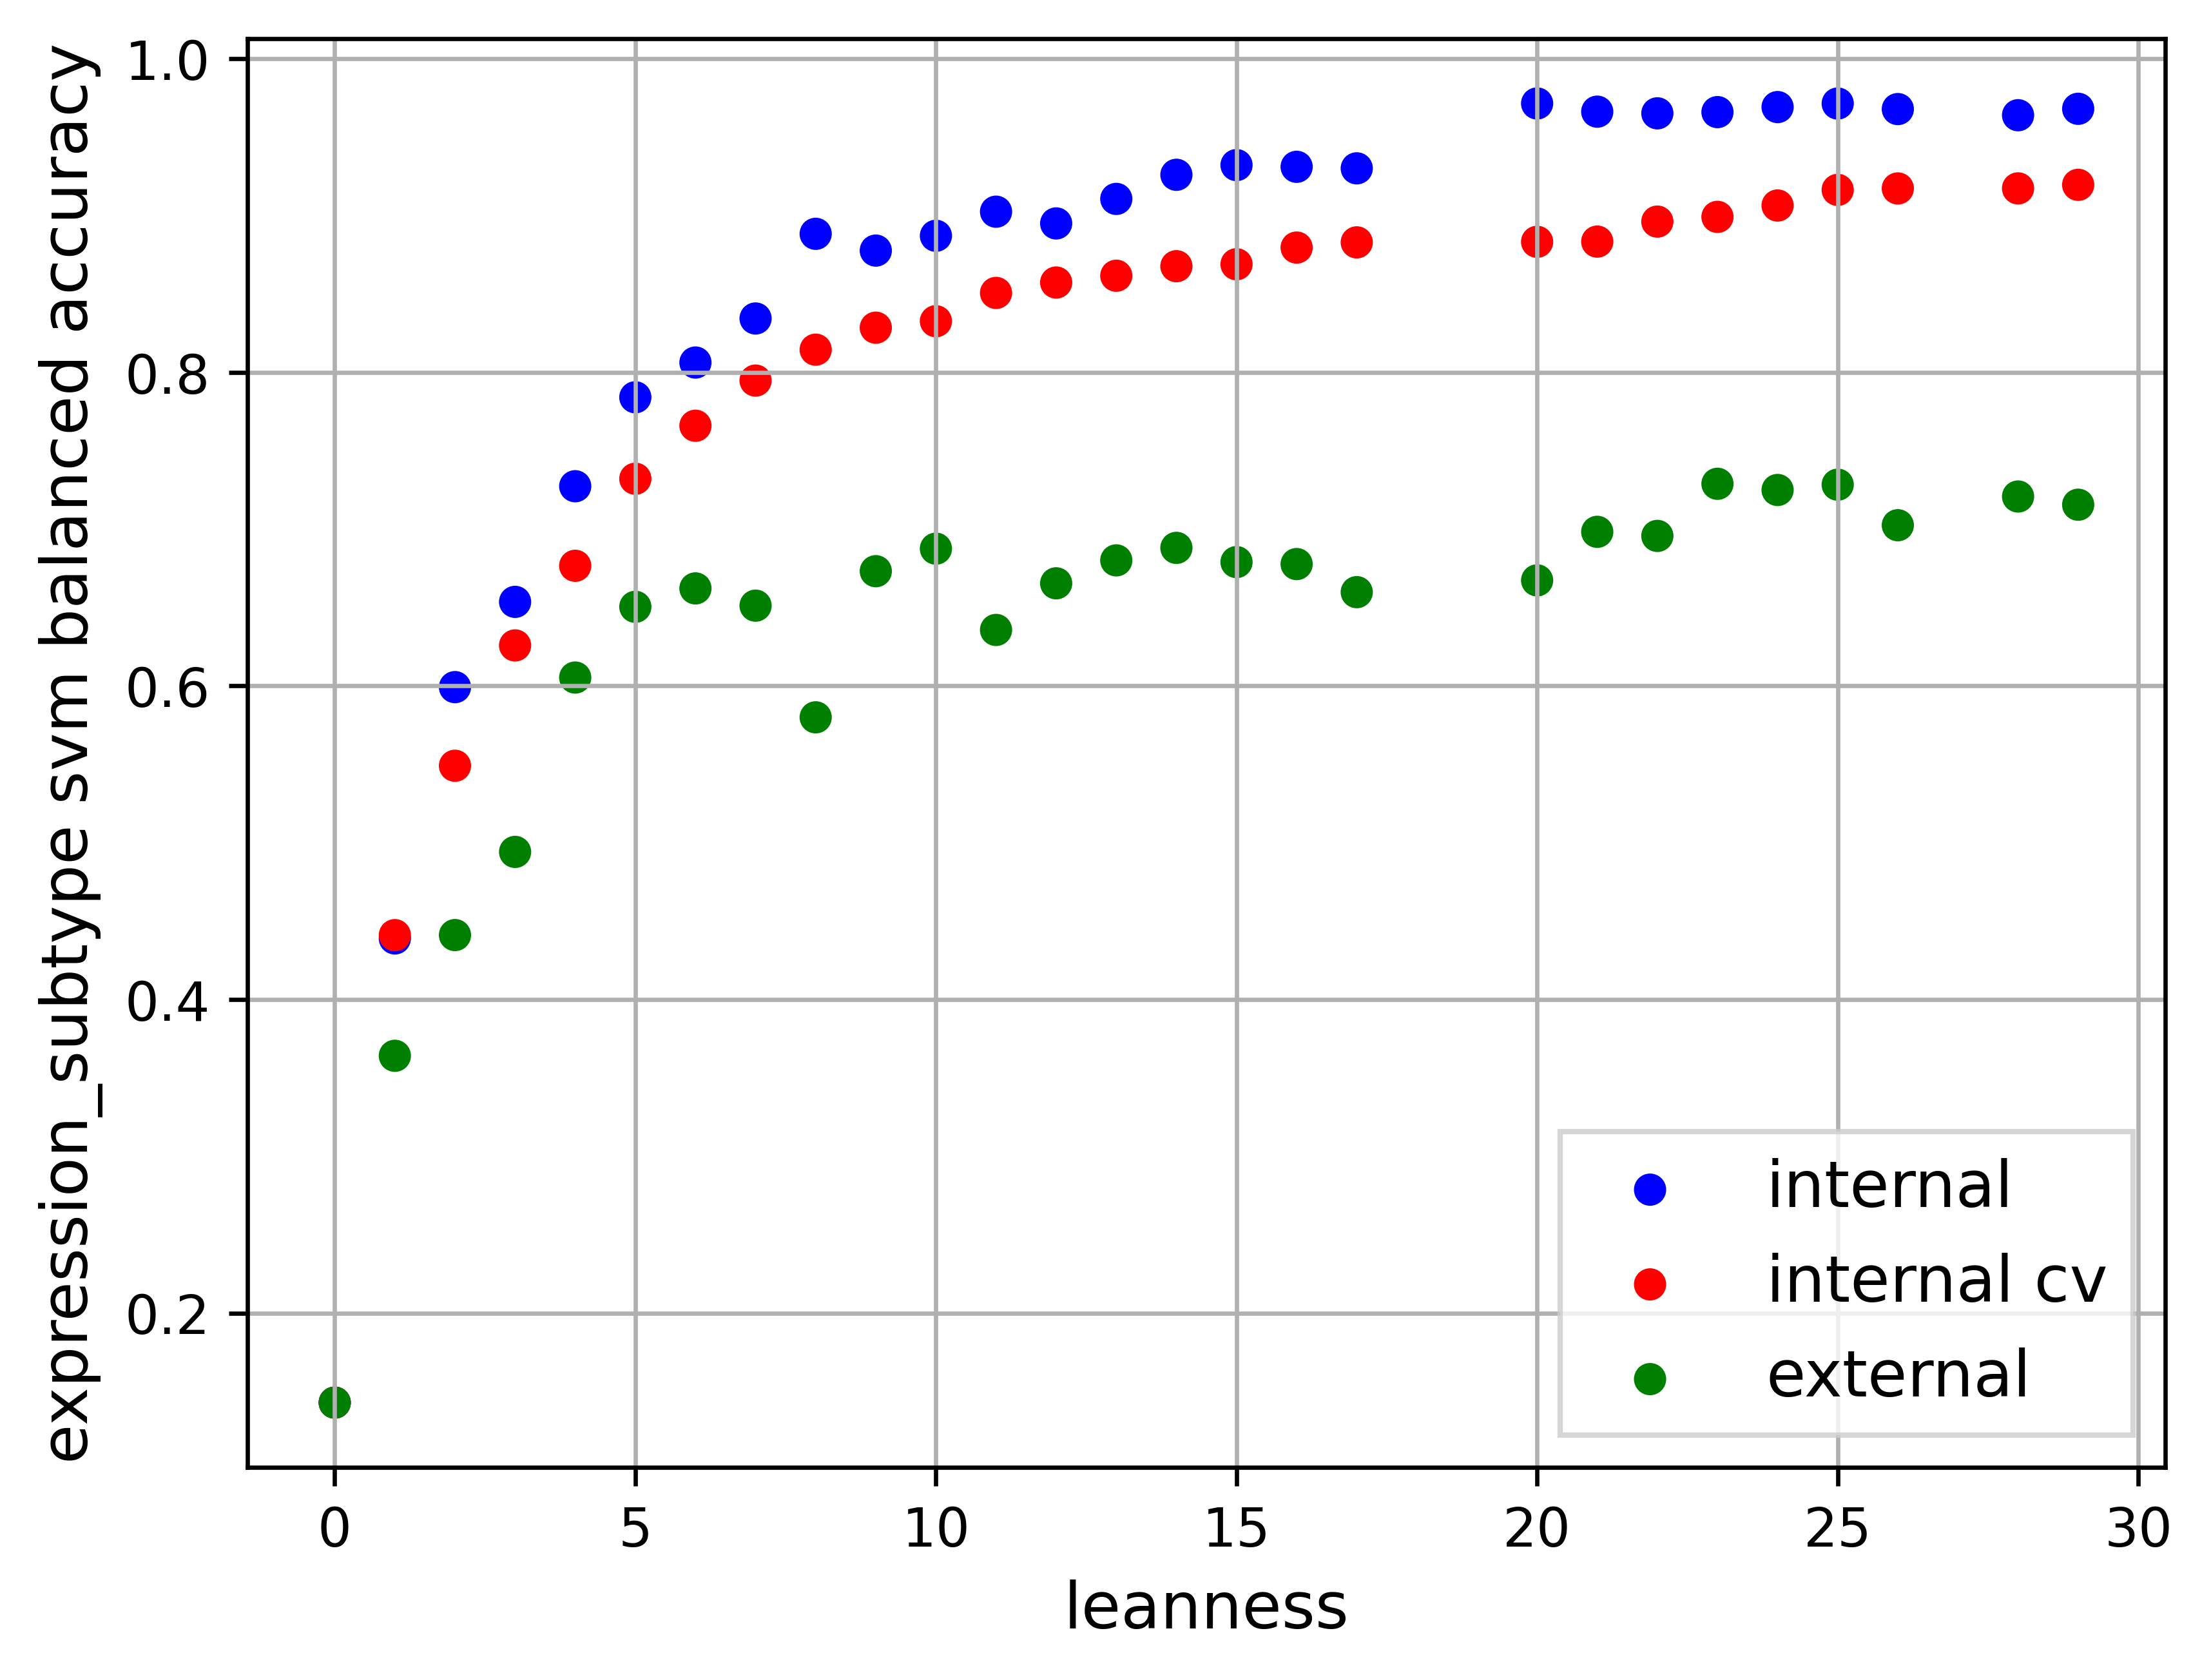 expression_subtype svm balanced accuracy
1.0
0.8
0.6
0.4
0.2
0 5 10 15 20 25 30
leanness
internal
internal cv
external